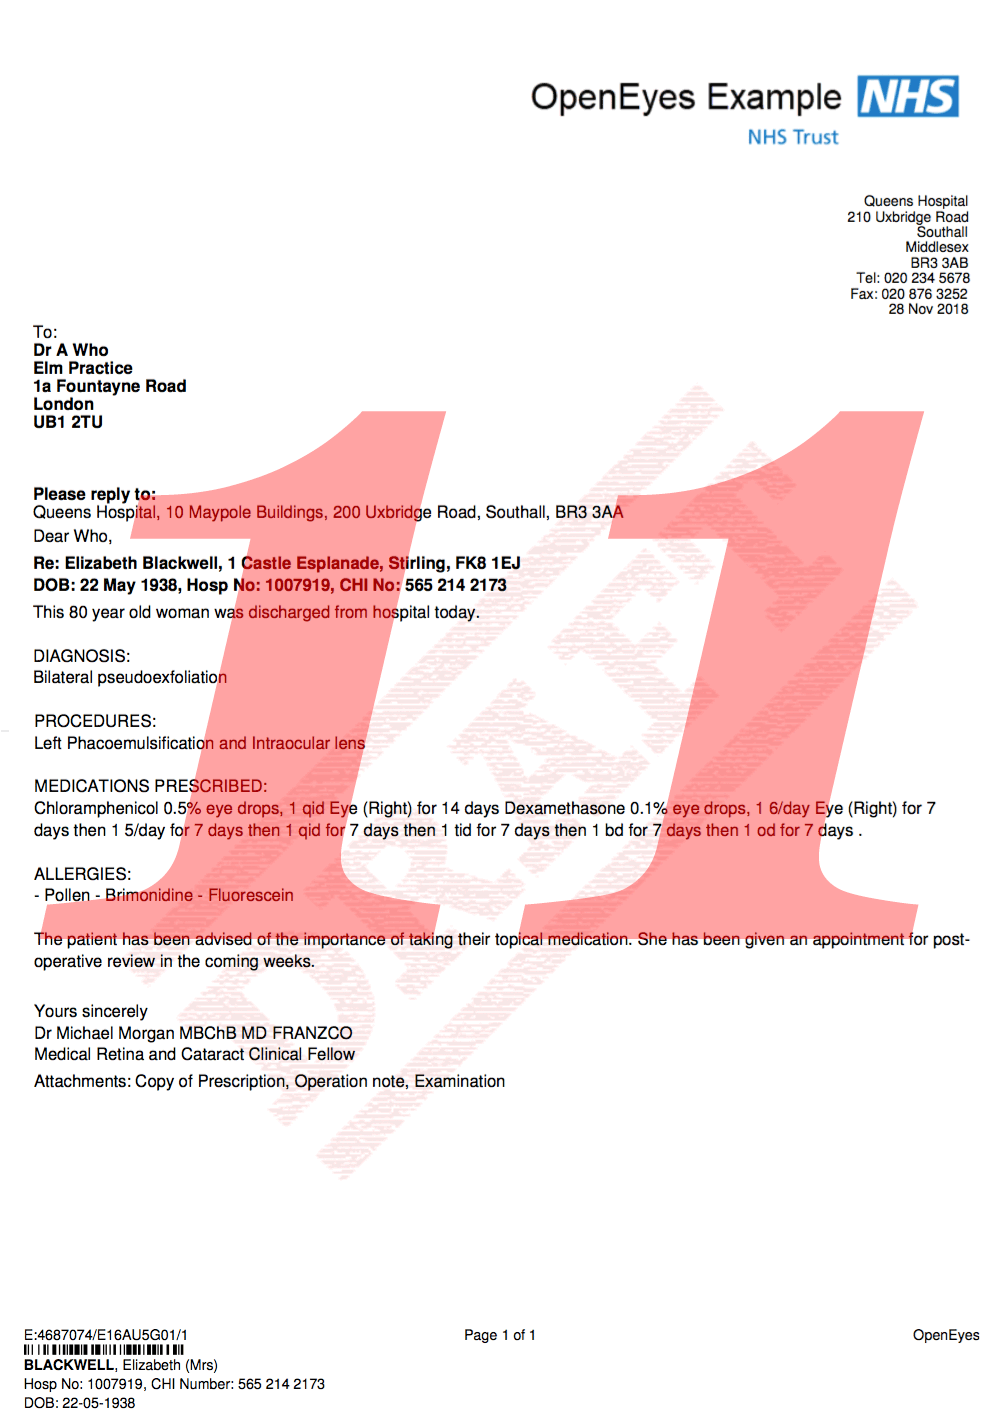 OpenEyes Example NHS
NHS Trust
Queens Hospital
210 Uxbridge Road
Southall
Middlesex
BR3 3AB
Tel: 020 234 5678
Fax: 020 876 3252
28 Nov 2018
To:
Dr A Who
Elm Practice
1a Fountayne Road
London
UB1 2TU
Please reply to:
Queens Hospital, 10 Maypole Buildings, 200 Uxbridge Road, Southall, BR3 3AA
Dear Who,
Re: Elizabeth Blackwell, 1 Castle Esplanade, Stirling, FK8 1EJ
DOB: 22 May 1938, Hosp No: 1007919, CHI No: 565 214 2173
This 80 year old woman was discharged from hospital today.
DIAGNOSIS:
Bilateral pseudoexfoliation
PROCEDURES:
Left Phacoemulsification and Intraocular lens
MEDICATIONS PRESCRIBED:
Chloramphenicol 0.5% eye drops, 1 qid Eye (Right) for 14 days Dexamethasone 0.1% eye drops, 1 6/day Eye (Right) for 7
days then 1 5/day for 7 days then 1 qid for 7 days then 1 tid for 7 days then 1 bd for 7 days then 1 od for 7 days .
ALLERGIES:
- Pollen - Brimonidine - Fluorescein
The patient has been advised of the importance of taking their topical medication. She has been given an appointment for post-
operative review in the coming weeks.
Yours sincerely
Dr Michael Morgan MBChB MD FRANZCO
Medical Retina and Cataract Clinical Fellow
Attachments: Copy of Prescription, Operation note, Examination
DRAFT
11
E:4687074/E16AU5G01/1 Page 1 of 1 OpenEyes
BLACKWELL, Elizabeth (Mrs)
Hosp No: 1007919, CHI Number: 565 214 2173
DOB: 22-05-1938